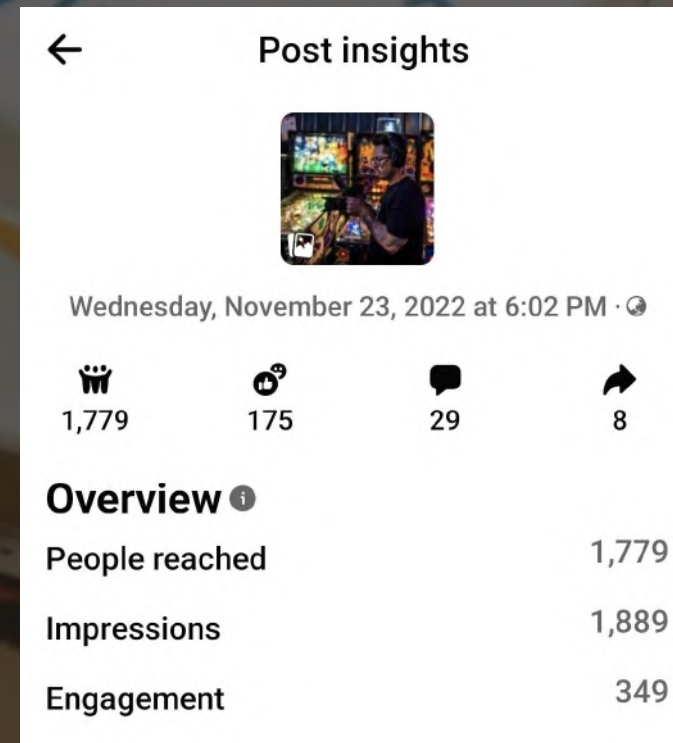 Post insights
Wednesday, November 23, 2022 at 6:02 PM ·
1,779 175 29 8
Overview
People reached 1,779
Impressions 1,889
Engagement 349